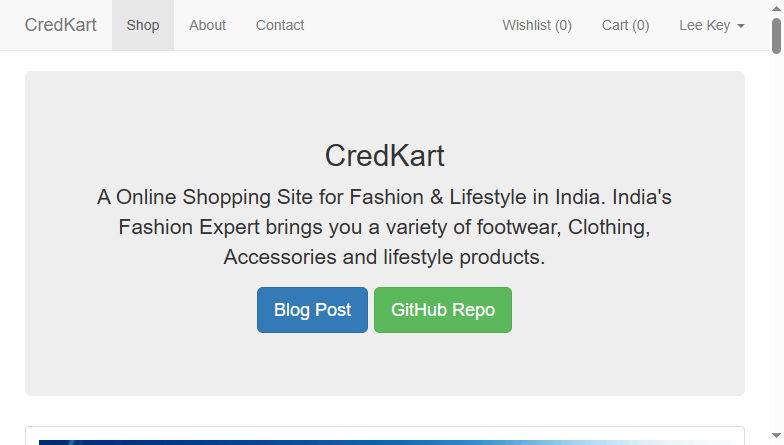 CredKart Shop About Contact Wishlist (0) Cart (0) Lee Key
CredKart
A Online Shopping Site for Fashion & Lifestyle in India. India's
Fashion Expert brings you a variety of footwear, Clothing,
Accessories and lifestyle products.
Blog Post GitHub Repo